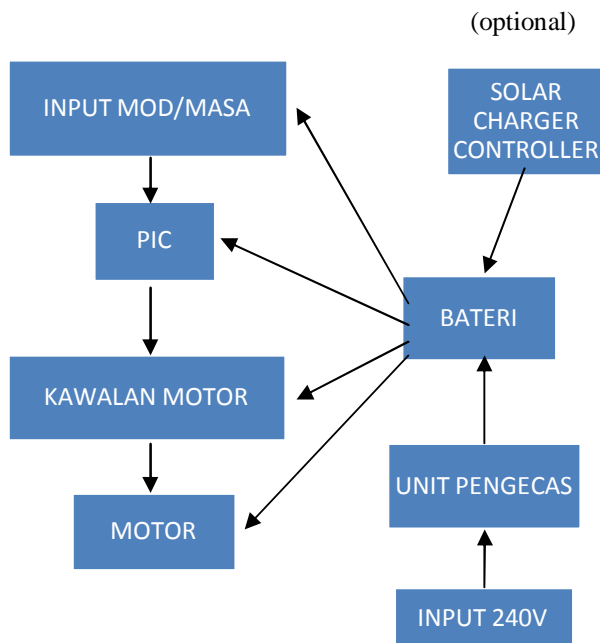 (optional)
INPUT MOD/MASA
SOLAR
CHARGER
CONTROLLER
PIC
BATERI
KAWALAN MOTOR
UNIT PENGECAS
MOTOR
INPUT 240V